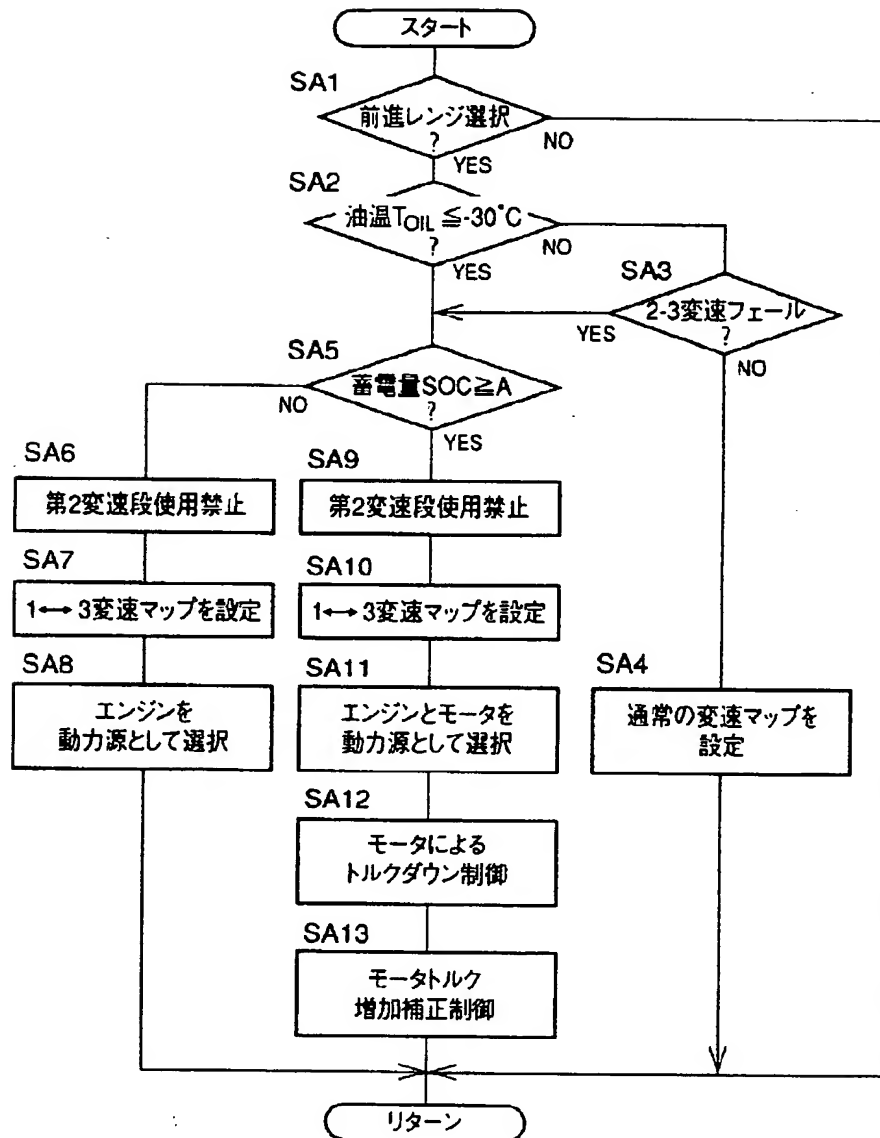 スタート
SA1
前進レンジ選択
?
NO
YES
SA2
油温TOIL≦-30°C
?
NO
YES
SA3
2-3変速フェール
?
YES
NO
SA5
蓄電量SOC≧A
?
NO
YES
SA6
第2変速段使用禁止
SA9
第2変速段使用禁止
SA7
1↔3変速マップを設定
SA10
1↔3変速マップを設定
SA8
エンジンを
動力源として選択
SA11
エンジンとモータを
動力源として選択
SA4
通常の変速マップを
設定
SA12
モータによる
トルクダウン制御
SA13
モータトルク
増加補正制御
リターン